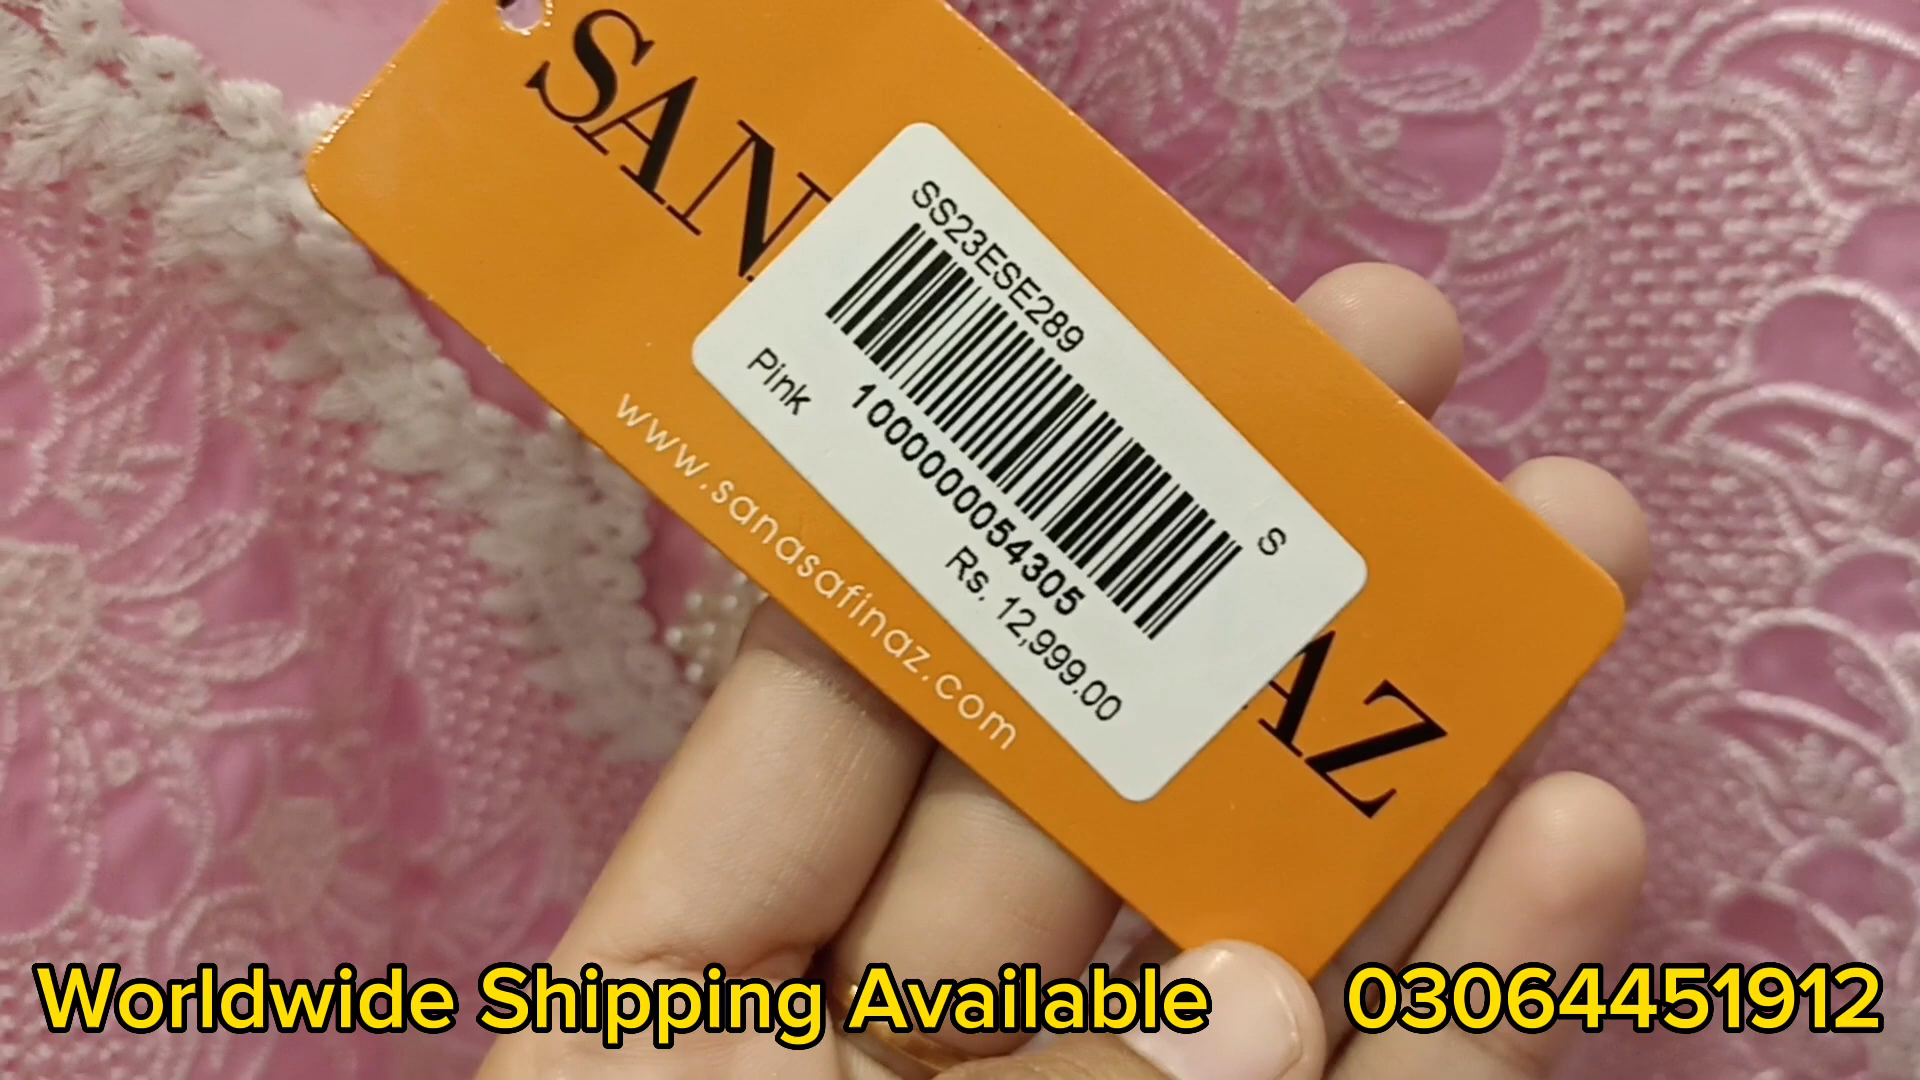 SAN
AZ
SS23ESE289
S
Pink
1000000054305
Rs. 12,999.00
www.sanasafinaz.com
Worldwide Shipping Available
03064451912